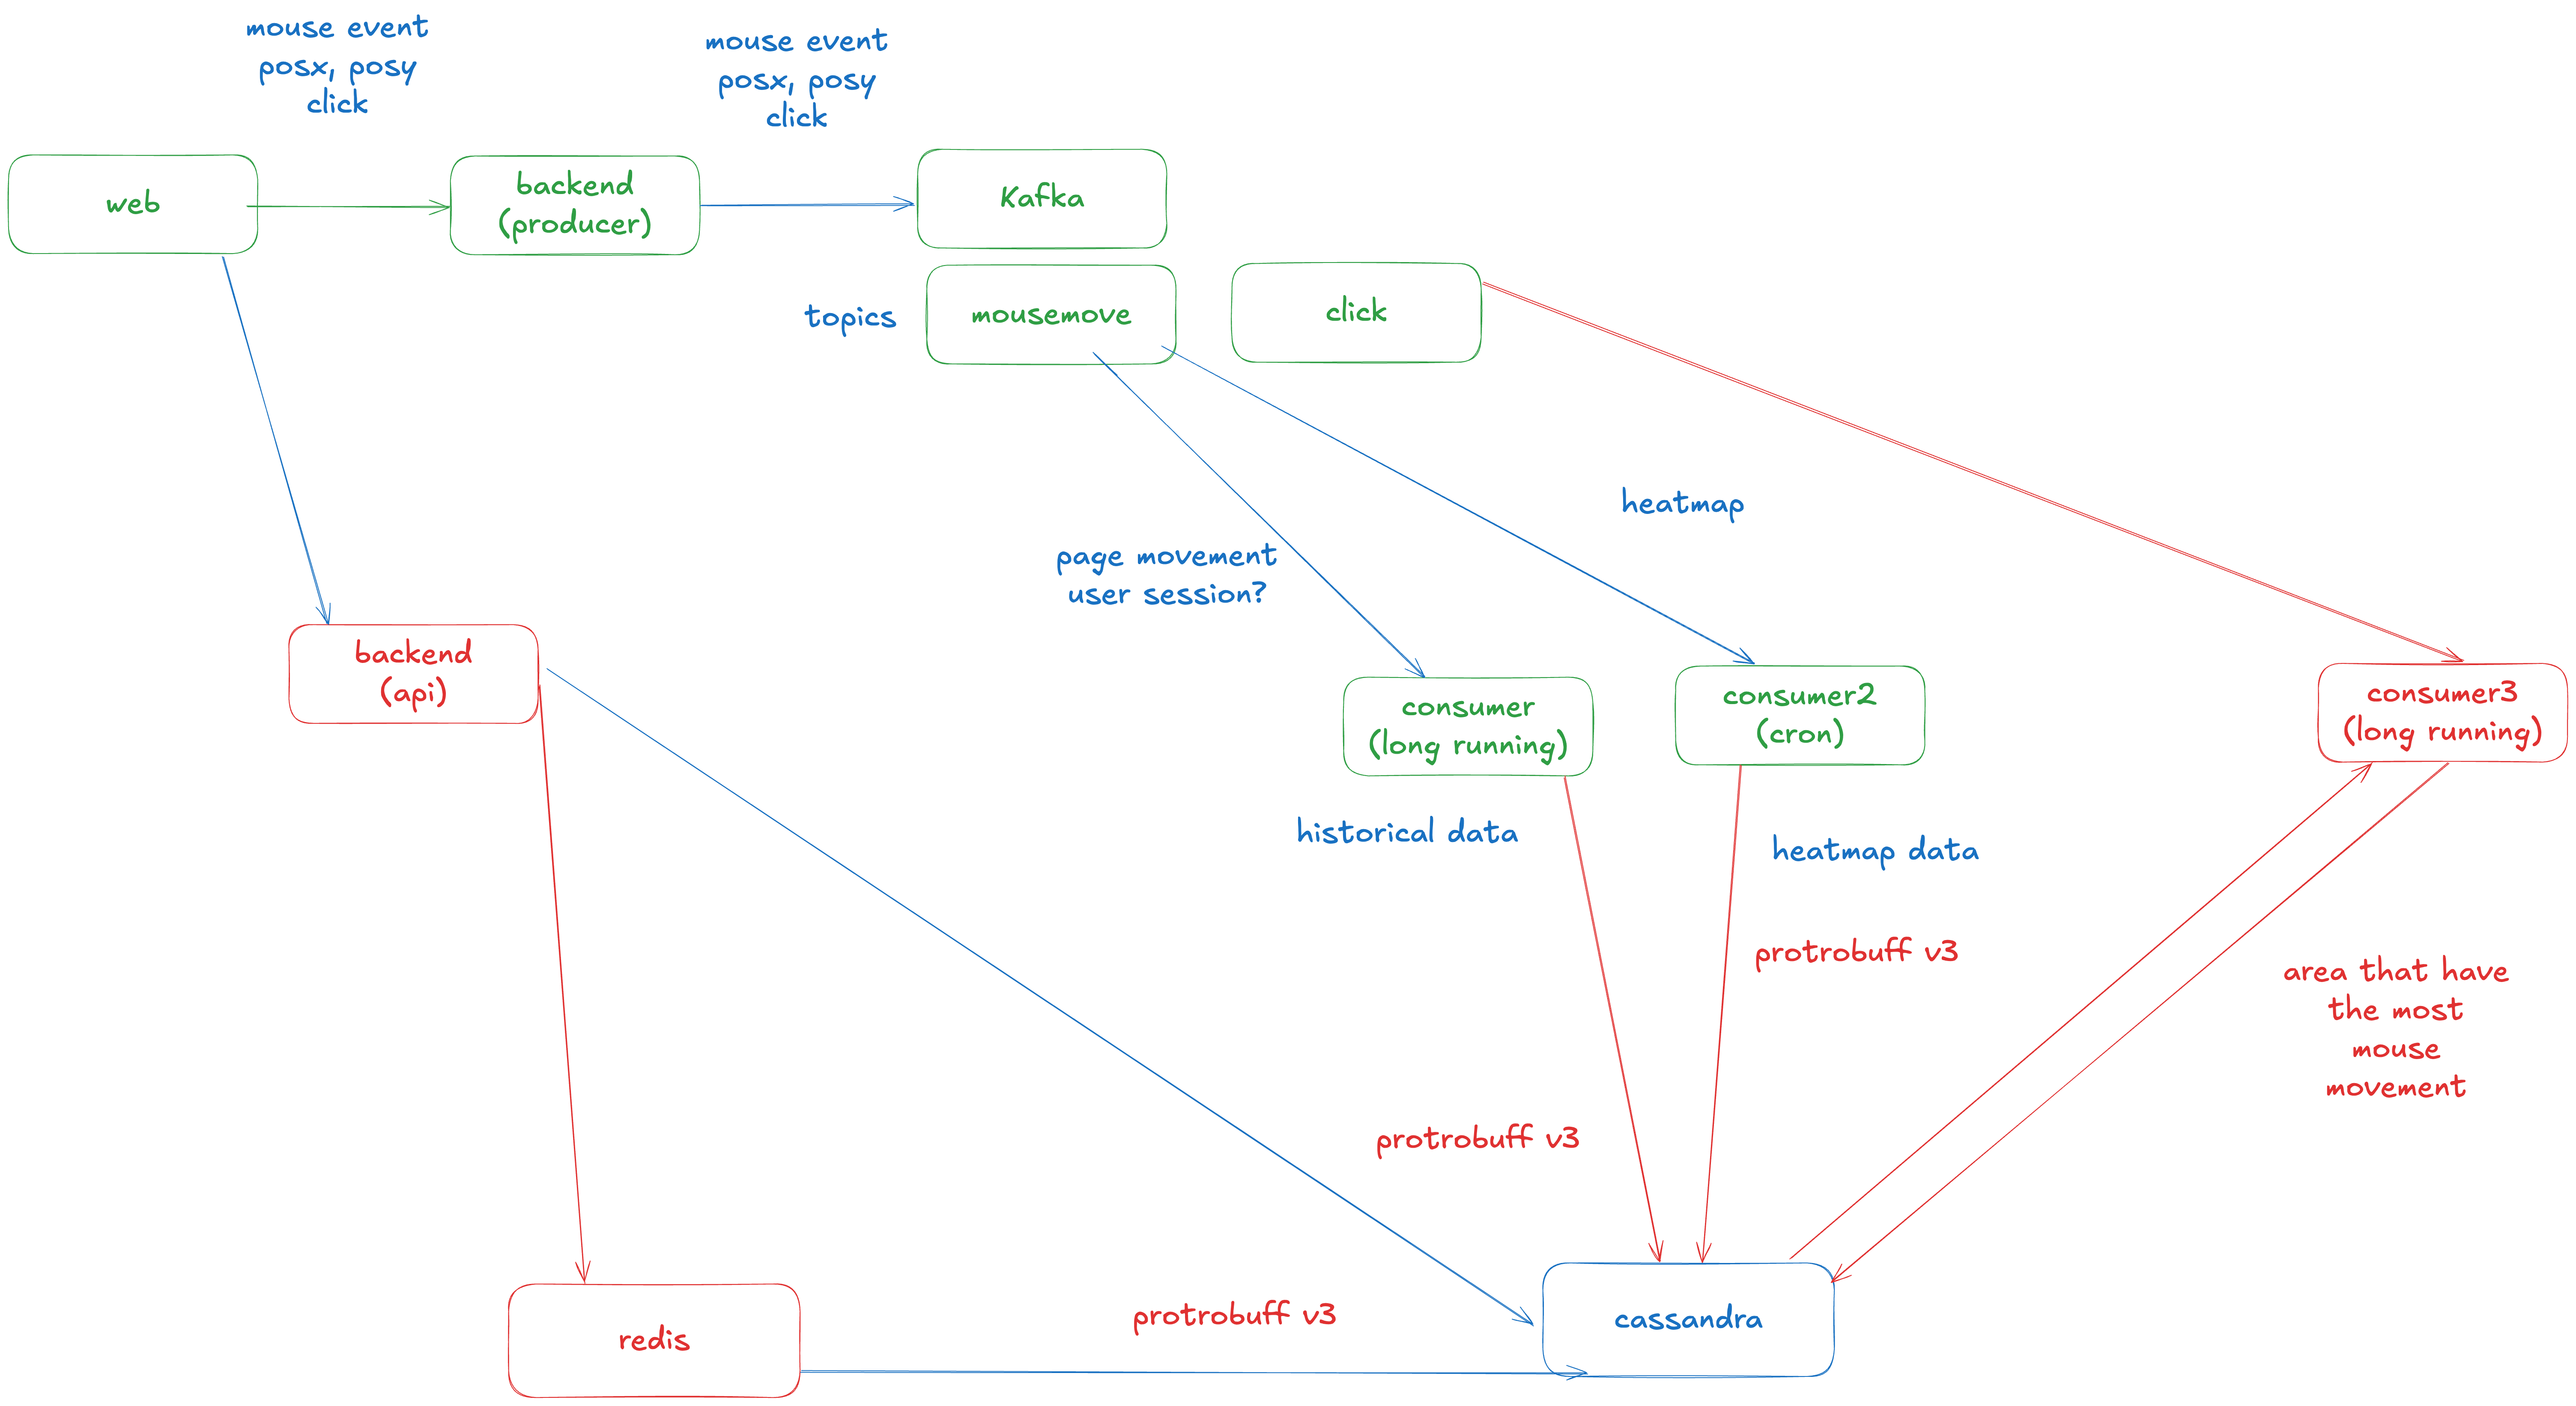 mouse event
posx, posy
click
mouse event
posx, posy
click
web
backend
(producer)
Kafka
topics
mousemove
click
heatmap
page movement
user session?
backend
(api)
consumer
(long running)
consumer2
(cron)
consumer3
(long running)
historical data
heatmap data
protrobuff v3
area that have
the most
mouse
movement
protrobuff v3
protrobuff v3
redis
cassandra